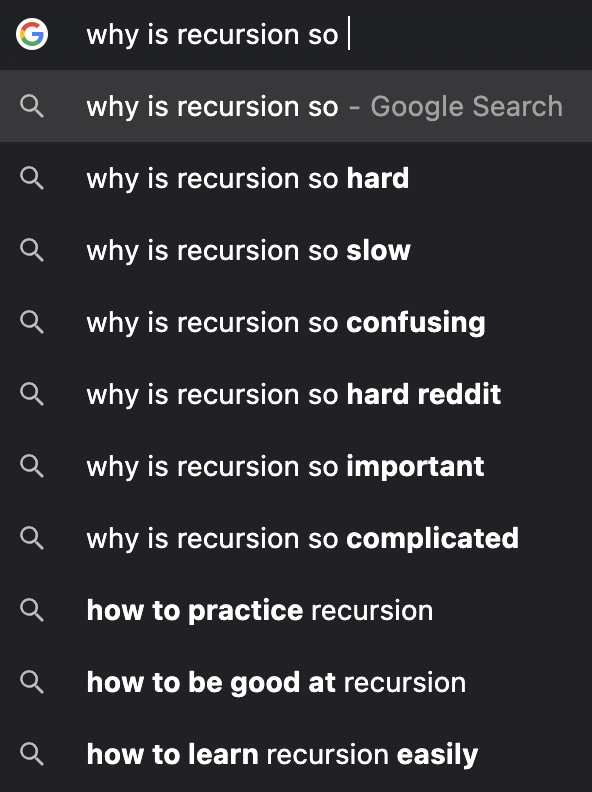 why is recursion so
why is recursion so - Google Search
why is recursion so hard
why is recursion so slow
why is recursion so confusing
why is recursion so hard reddit
why is recursion so important
why is recursion so complicated
how to practice recursion
how to be good at recursion
how to learn recursion easily